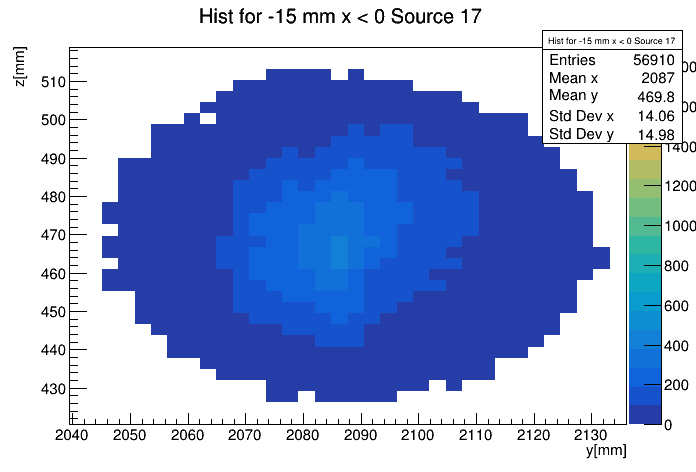 Hist for -15 mm x < 0 Source 17
z[mm]
Hist for -15 mm x < 0 Source 17
Entries 56910
Mean x 2087
Mean y 469.8
Std Dev x 14.06
Std Dev y 14.98
510
500
490
480
470
460
450
440
430
1400
1200
1000
800
600
400
200
0
2040 2050 2060 2070 2080 2090 2100 2110 2120 2130
y[mm]